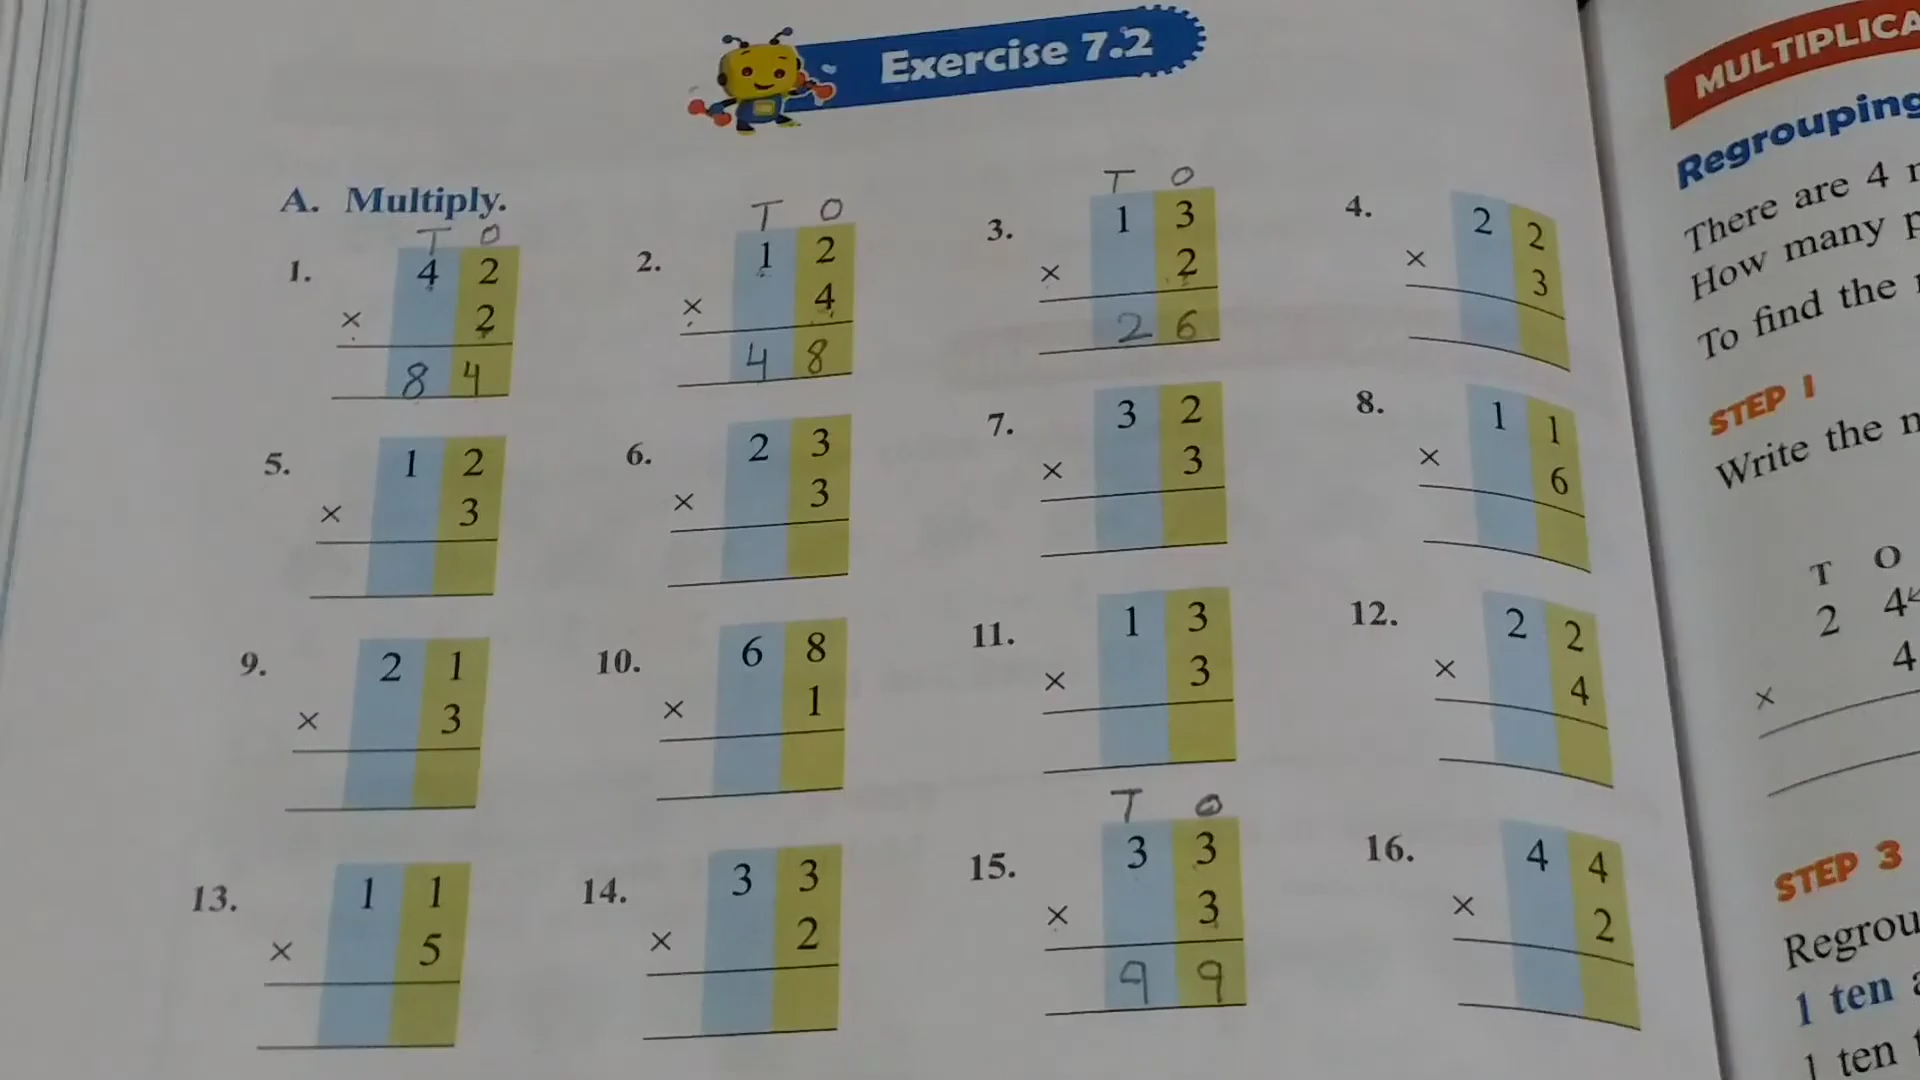 Exercise 7.2
A. Multiply.
T O
1. 4 2
× 2
8 4
T O
2. 1 2
× 4
4 8
T O
3. 1 3
× 2
2 6
4. 2 2
× 3
5. 1 2
× 3
6. 2 3
× 3
7. 3 2
× 3
8. 1 1
× 6
9. 2 1
× 3
10. 6 8
× 1
11. 1 3
× 3
12. 2 2
× 4
13. 1 1
× 5
14. 3 3
× 2
T O
15. 3 3
× 3
9 9
16. 4 4
× 2
Regrouping
There are 4
How many
To find the
STEP 1
Write the
T O
2 4
× 4
STEP 3
1 ten
1 ten